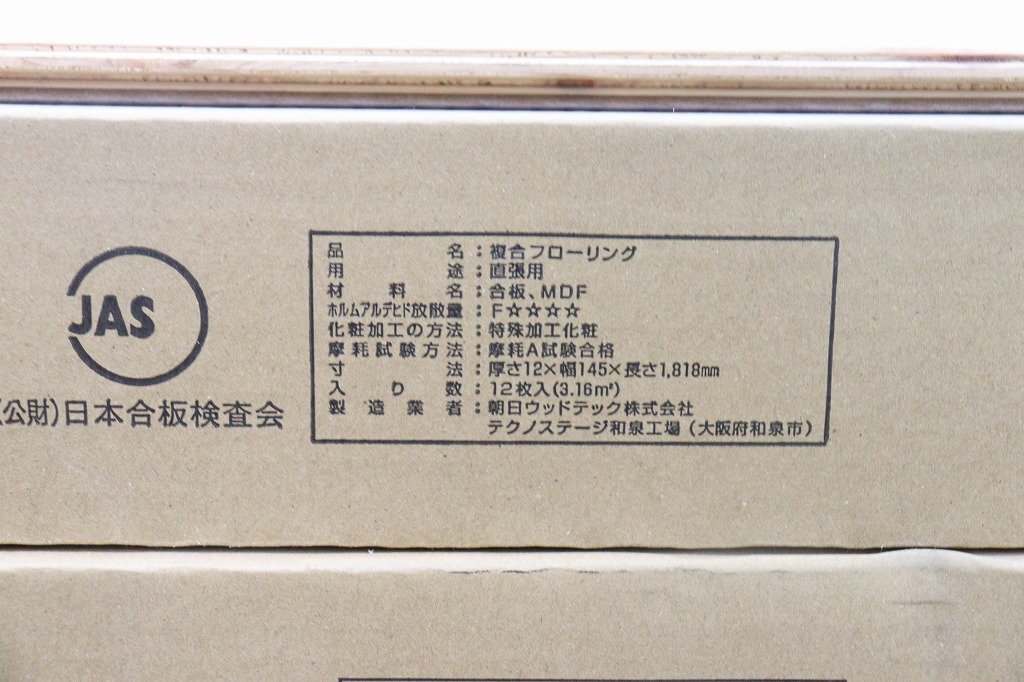 JAS
(公財)日本合板検査会
品名：複合フローリング
用途：直張用
材料名：合板、MDF
ホルムアルデヒド放散量：F☆☆☆☆
化粧加工の方法：特殊加工化粧
摩耗試験方法：摩耗A試験合格
寸法：厚さ12×幅145×長さ1,818mm
入り数：12枚入(3.16㎡)
製造業者：朝日ウッドテック株式会社
テクノステージ和泉工場（大阪府和泉市）